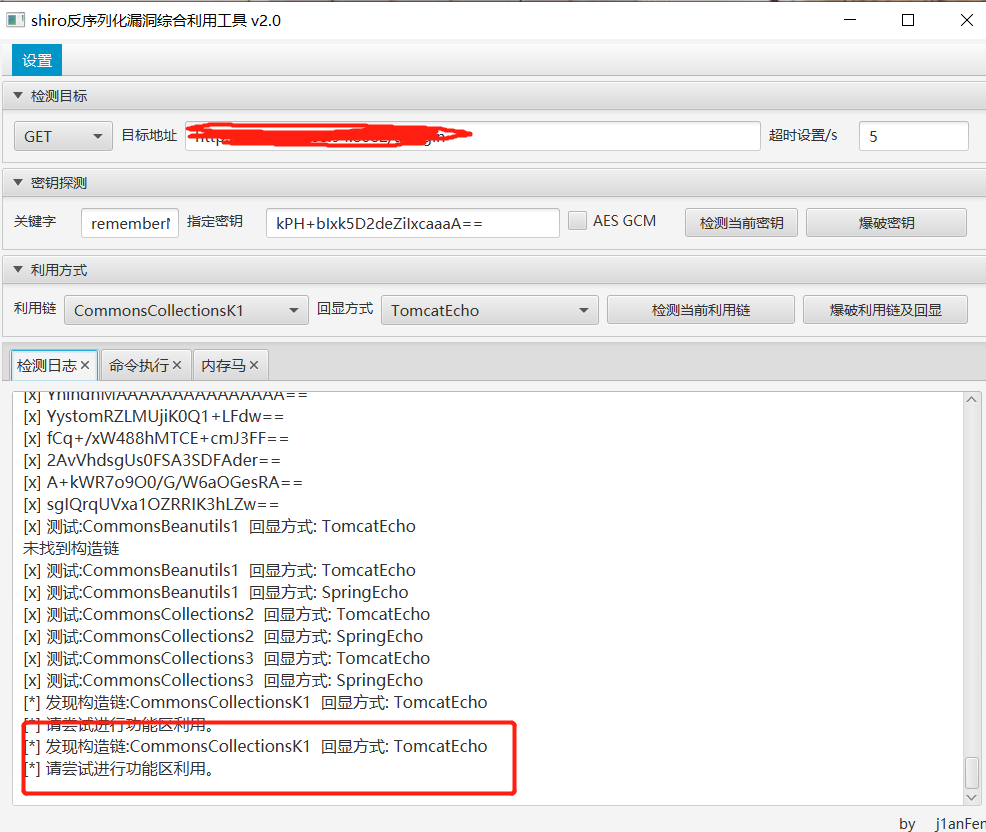 shiro反序列化漏洞综合利用工具 v2.0
设置
检测目标
GET 目标地址 超时设置/s 5
密钥探测
关键字 指定密钥 kPH+bIxk5D2deZiIxcaaaA== AES GCM 检测当前密钥 爆破密钥
利用方式
利用链 CommonsCollectionsK1 回显方式 TomcatEcho 检测当前利用链 爆破利用链及回显
检测日志 命令执行 内存马
[x] YystomRZLMUjiK0Q1+LFdw==
[x] fCq+/xW488hMTCE+cmJ3FF==
[x] 2AvVhdsgUs0FSA3SDFAder==
[x] A+kWR7o9O0/G/W6aOGesRA==
[x] sgIQrqUVxa1OZRRIK3hLZw==
[x] 测试:CommonsBeanutils1 回显方式: TomcatEcho
未找到构造链
[x] 测试:CommonsBeanutils1 回显方式: TomcatEcho
[x] 测试:CommonsBeanutils1 回显方式: SpringEcho
[x] 测试:CommonsCollections2 回显方式: TomcatEcho
[x] 测试:CommonsCollections2 回显方式: SpringEcho
[x] 测试:CommonsCollections3 回显方式: TomcatEcho
[x] 测试:CommonsCollections3 回显方式: SpringEcho
[*] 发现构造链:CommonsCollectionsK1 回显方式: TomcatEcho
[*] 请尝试进行功能区利用。
[*] 发现构造链:CommonsCollectionsK1 回显方式: TomcatEcho
[*] 请尝试进行功能区利用。
by j1anFen